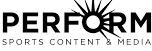 PERFORM
SPORTS CONTENT & MEDIA